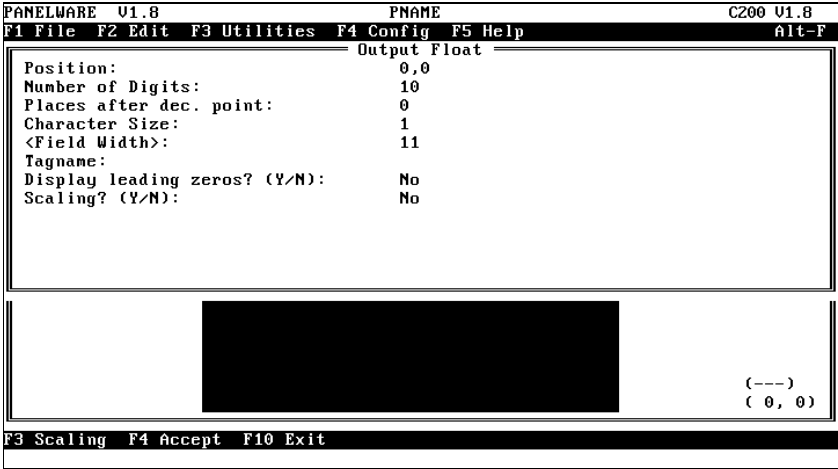 PANELWARE V1.8 PNAME C200 V1.8
F1 File F2 Edit F3 Utilities F4 Config F5 Help Alt-F
Output Float
Position: 0,0
Number of Digits: 10
Places after dec. point: 0
Character Size: 1
<Field Width>: 11
Tagname:
Display leading zeros? (Y/N): No
Scaling? (Y/N): No
(---)
( 0, 0)
F3 Scaling F4 Accept F10 Exit